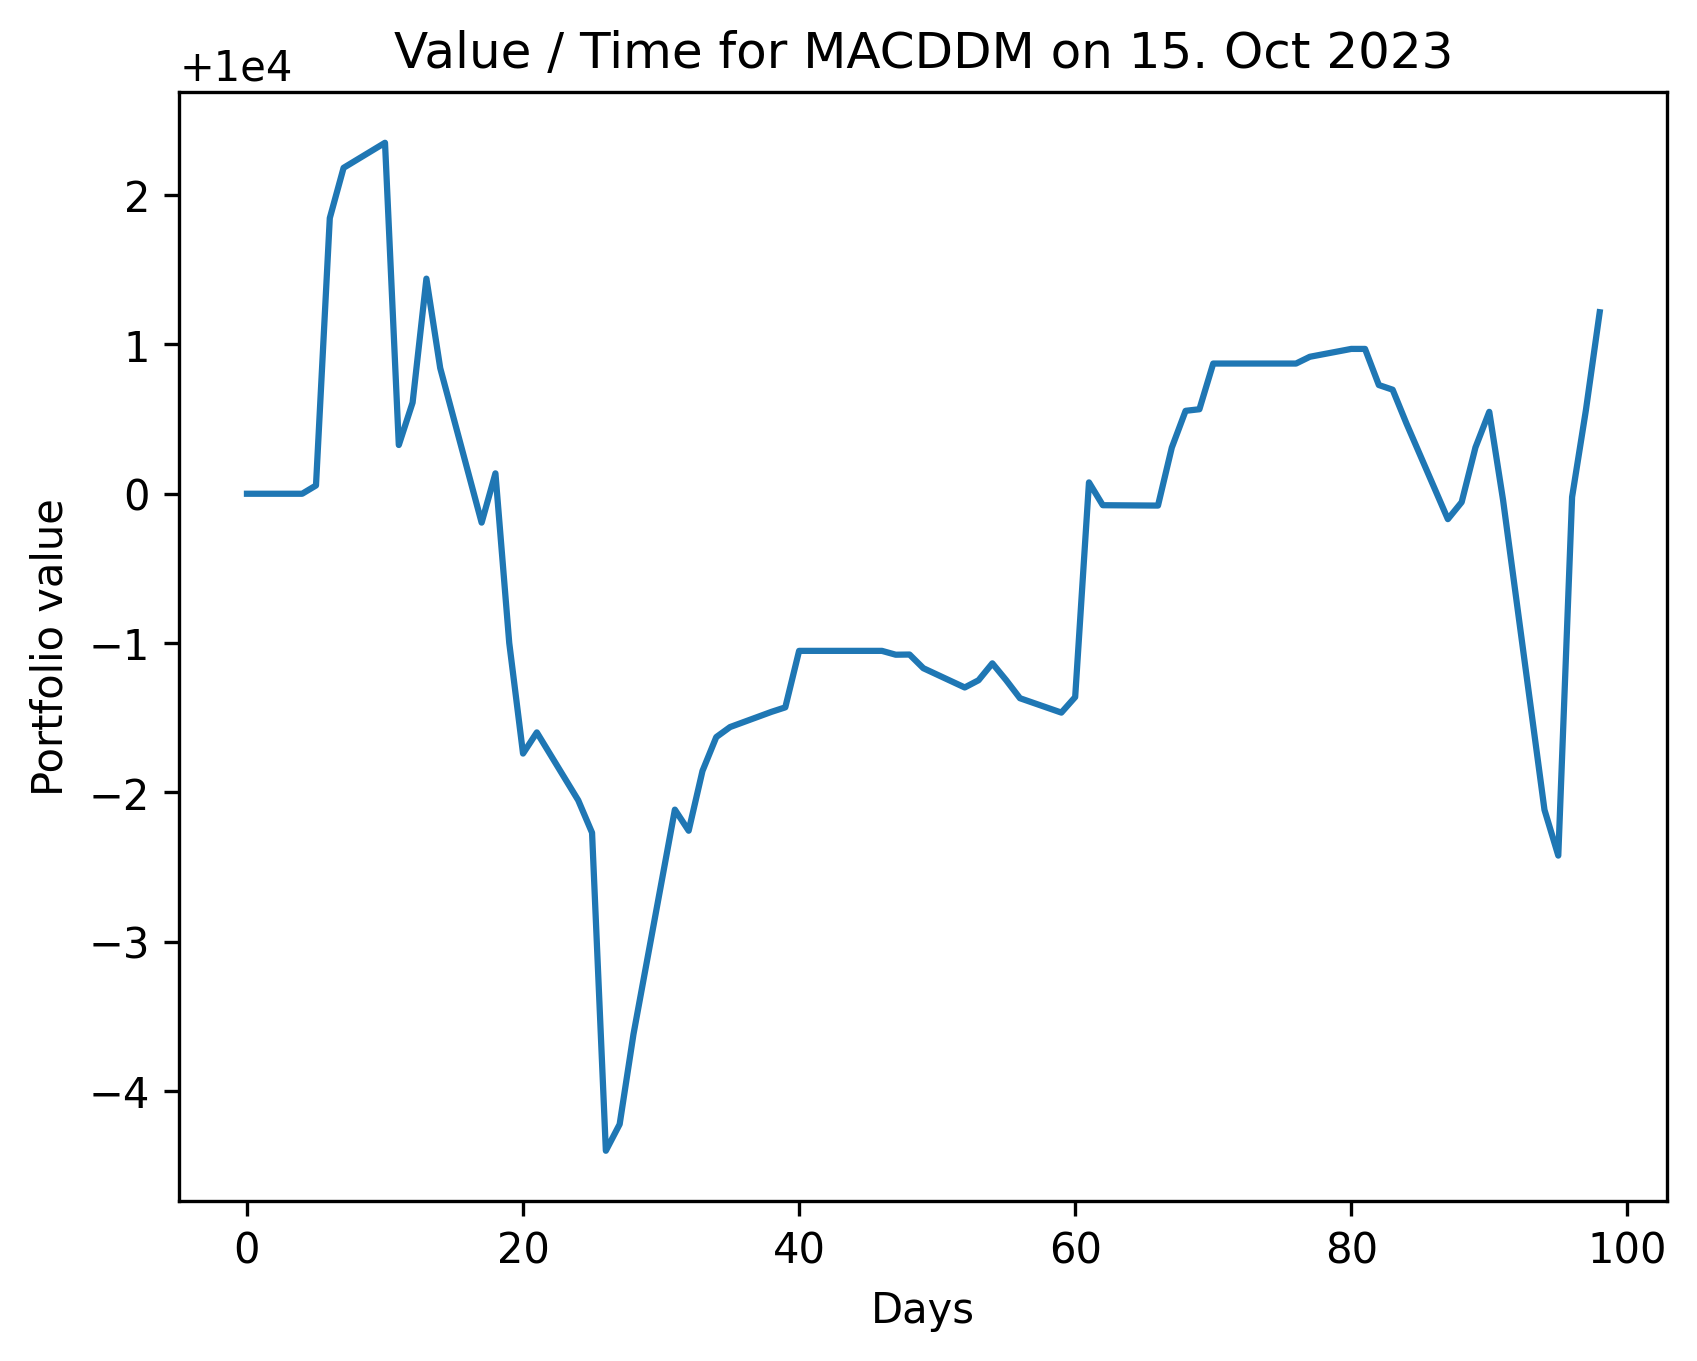 Value / Time for MACDDM on 15. Oct 2023
+1e4
2
1
0
−1
−2
−3
−4
Portfolio value
0 20 40 60 80 100
Days